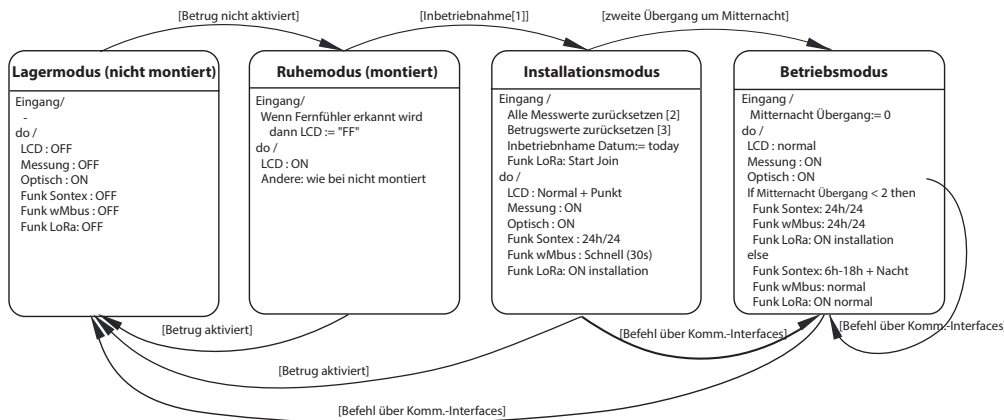 [Betrug nicht aktiviert]
[Inbetriebnahme[1]]
[zweite Übergang um Mitternacht]
Lagermodus (nicht montiert)
Eingang/
-
do /
LCD : OFF
Messung : OFF
Optisch : ON
Funk Sontex : OFF
Funk wMbus : OFF
Funk LoRa: OFF
Ruhemodus (montiert)
Eingang/
Wenn Fernfühler erkannt wird
dann LCD := "FF"
do /
LCD : ON
Andere: wie bei nicht montiert
Installationsmodus
Eingang /
Alle Messwerte zurücksetzen [2]
Betrugswerte zurücksetzen [3]
Inbetriebnhame Datum:= today
Funk LoRa: Start Join
do /
LCD : Normal + Punkt
Messung : ON
Optisch : ON
Funk Sontex : 24h/24
Funk wMbus : Schnell (30s)
Funk LoRa: ON installation
Betriebsmodus
Eingang /
Mitternacht Übergang:= 0
do /
LCD : normal
Messung : ON
Optisch : ON
If Mitternacht Übergang < 2 then
Funk Sontex: 24h/24
Funk wMbus: 24h/24
Funk LoRa: ON installation
else
Funk Sontex: 6h-18h + Nacht
Funk wMbus: normal
Funk LoRa: ON normal
[Betrug aktiviert]
[Befehl über Komm.-Interfaces]
[Befehl über Komm.-Interfaces]
[Betrug aktiviert]
[Befehl über Komm.-Interfaces]